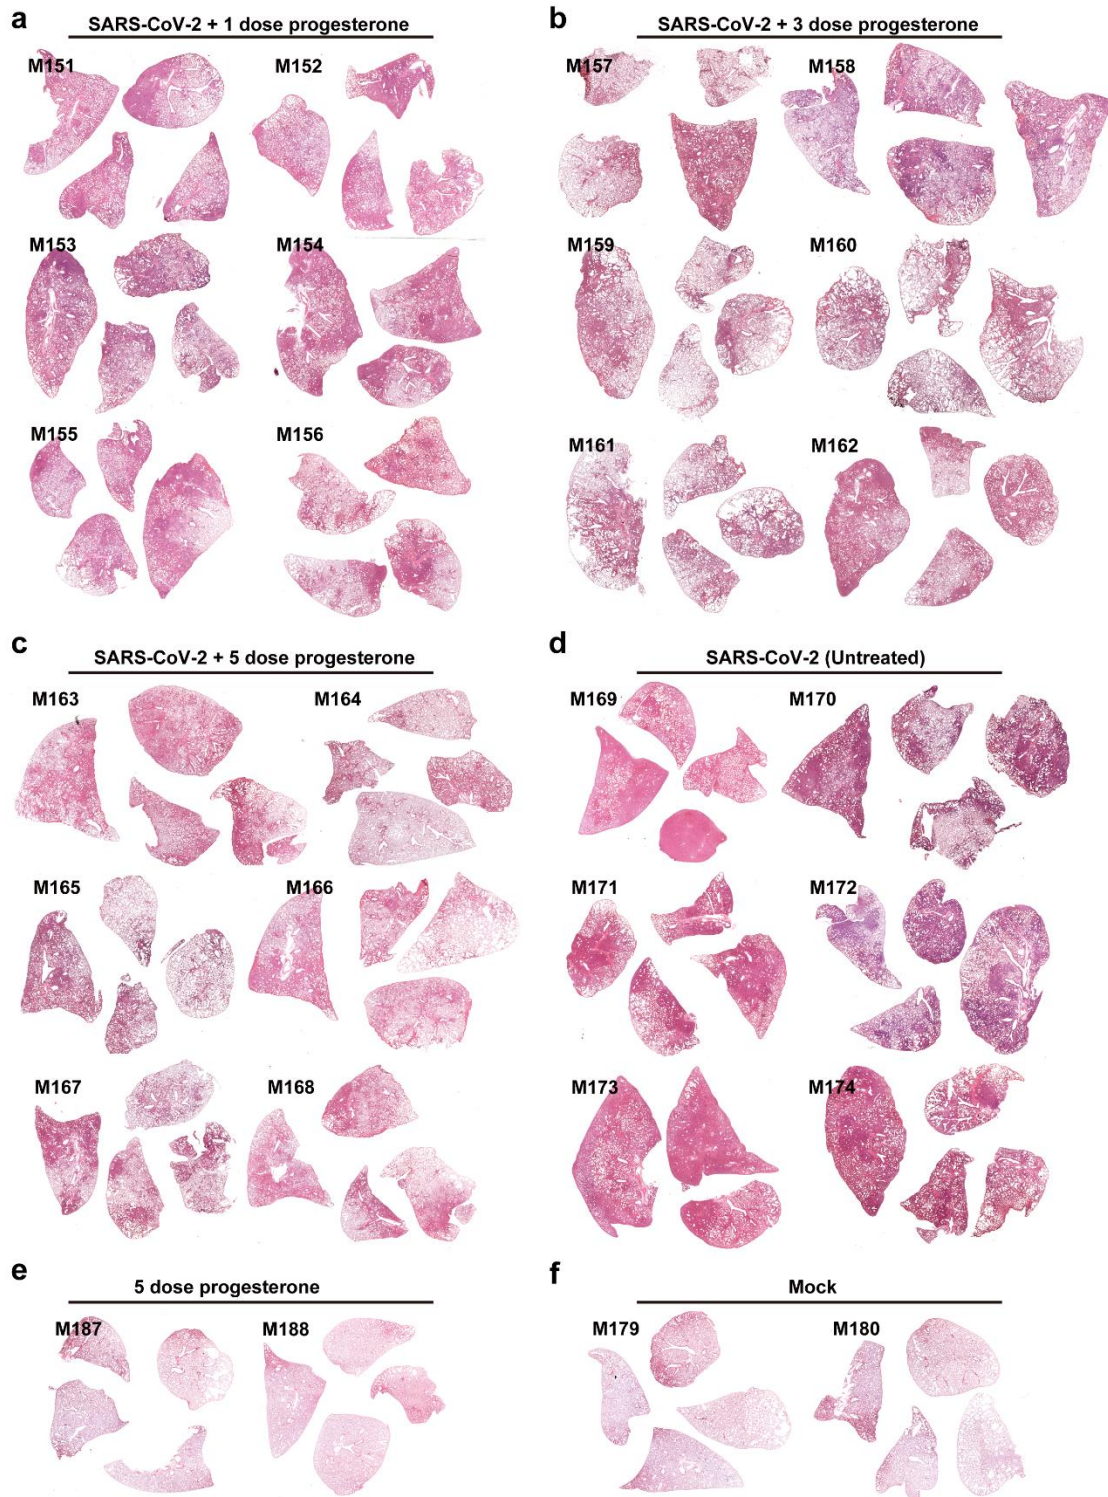 a
SARS-CoV-2 + 1 dose progesterone
M151
M152
M153
M154
M155
M156
b
SARS-CoV-2 + 3 dose progesterone
M157
M158
M159
M160
M161
M162
c
SARS-CoV-2 + 5 dose progesterone
M163
M164
M165
M166
M167
M168
d
SARS-CoV-2 (Untreated)
M169
M170
M171
M172
M173
M174
e
5 dose progesterone
M187
M188
f
Mock
M179
M180